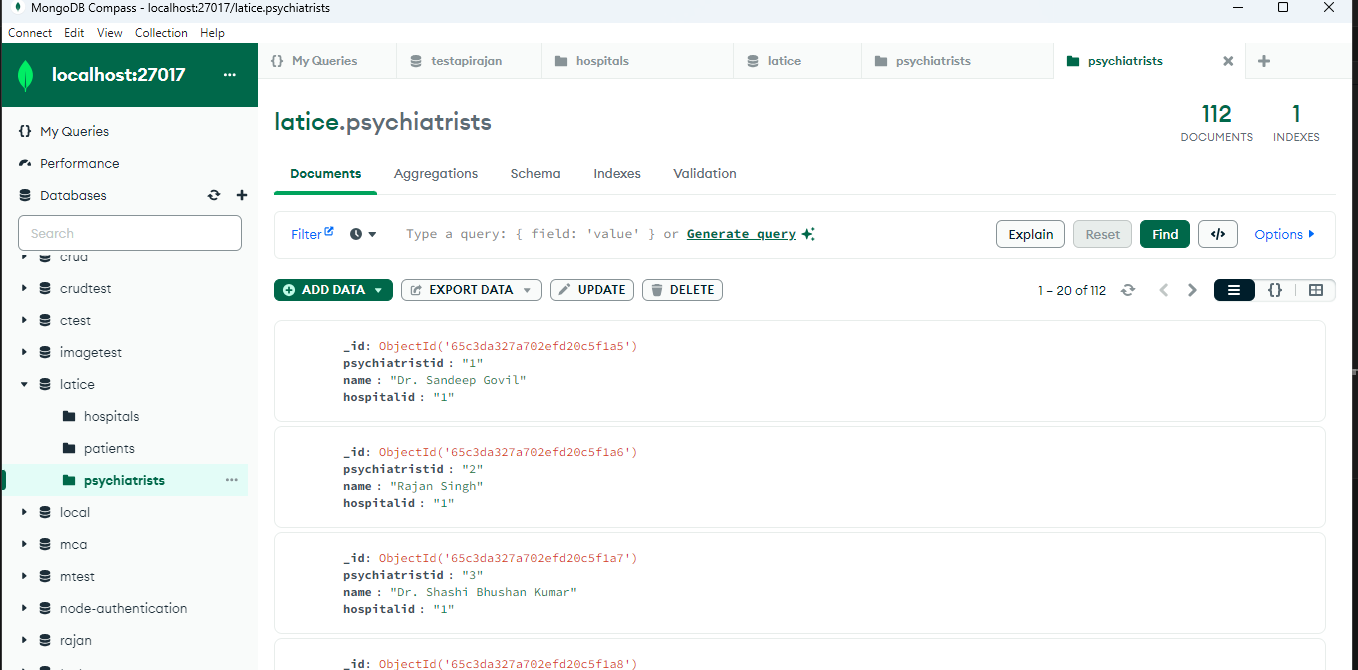 MongoDB Compass - localhost:27017/latice.psychiatrists
Connect Edit View Collection Help
localhost:27017 ...
{} My Queries
Performance
Databases
Search
crud
crudtest
ctest
imagetest
latice
hospitals
patients
psychiatrists ...
local
mca
mtest
node-authentication
rajan
{} My Queries testapirajan hospitals latice psychiatrists psychiatrists
latice.psychiatrists
112
DOCUMENTS
1
INDEXES
Documents Aggregations Schema Indexes Validation
Filter Type a query: { field: 'value' } or Generate query Explain Reset Find </> Options
ADD DATA EXPORT DATA UPDATE DELETE 1 – 20 of 112 {}
_id: ObjectId('65c3da327a702efd20c5f1a5')
psychiatristid : "1"
name : "Dr. Sandeep Govil"
hospitalid : "1"
_id: ObjectId('65c3da327a702efd20c5f1a6')
psychiatristid : "2"
name : "Rajan Singh"
hospitalid : "1"
_id: ObjectId('65c3da327a702efd20c5f1a7')
psychiatristid : "3"
name : "Dr. Shashi Bhushan Kumar"
hospitalid : "1"
_id: ObjectId('65c3da327a702efd20c5f1a8')